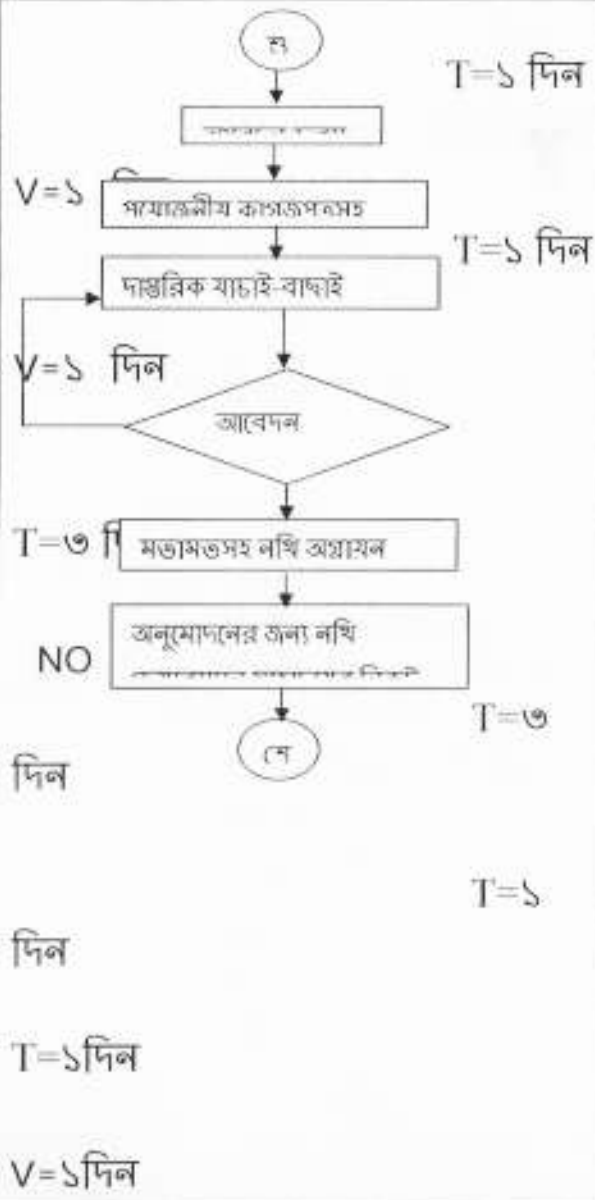 শু
T=১ দিন
V=১
প্রয়োজনীয় কাগজপত্রসহ
T=১ দিন
দাপ্তরিক যাচাই-বাছাই
V=১ দিন
আবেদন
T=৩ দি
মতামতসহ নথি অগ্রায়ন
অনুমোদনের জন্য নথি
NO
T=৩
শে
দিন
T=১
দিন
T=১দিন
V=১দিন